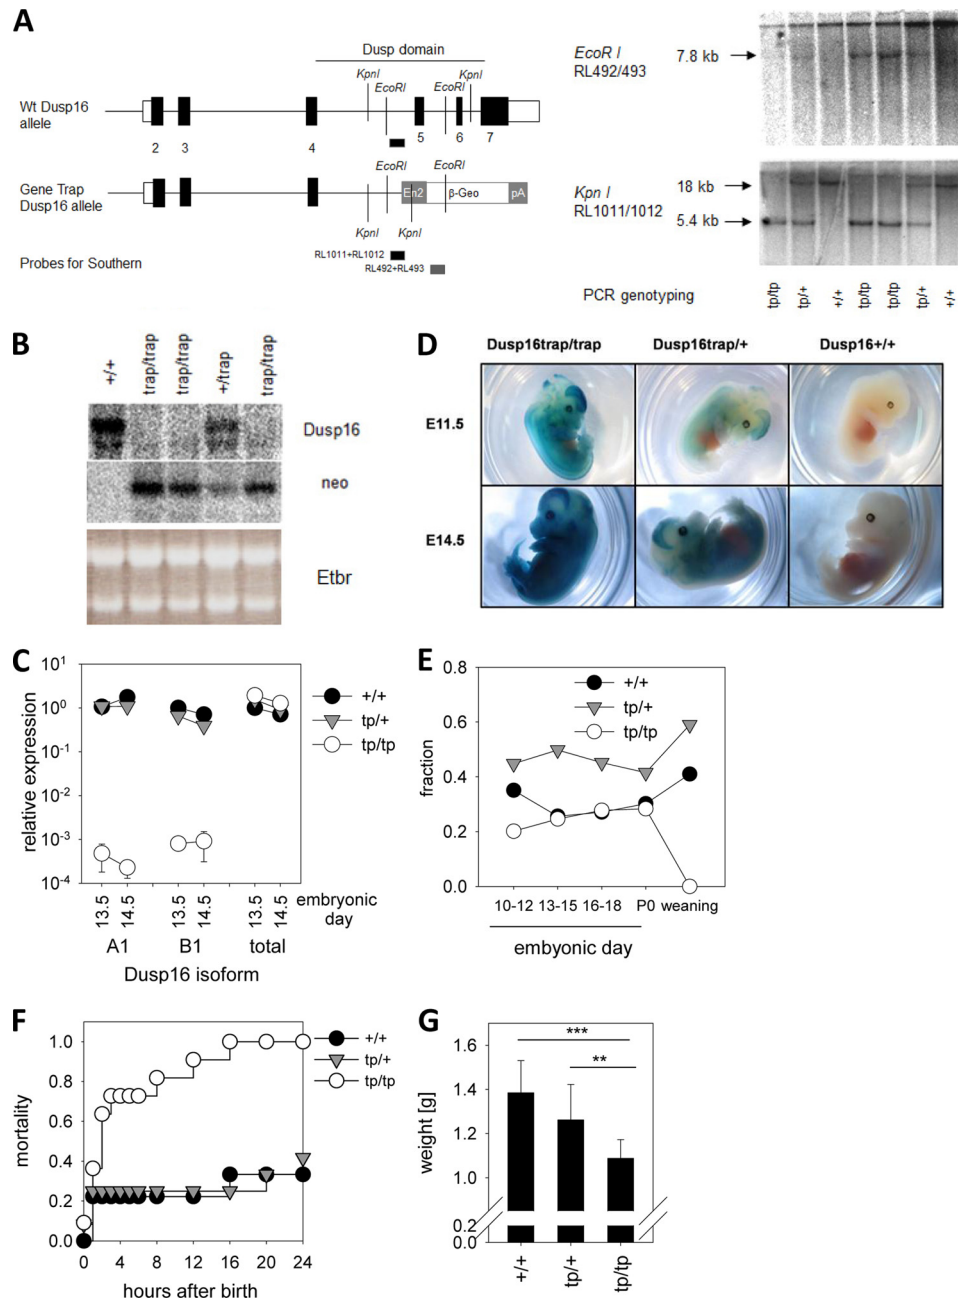 A
Dusp domain
KpnI
EcoRI
KpnI
EcoRI
Wt Dusp16
allele
2 3 4 5 6 7
EcoRI
EcoRI
Gene Trap
Dusp16 allele
En2
β-Geo
pA
KpnI
KpnI
RL1011+RL1012
Probes for Southern
RL492+RL493
EcoR I
RL492/493
7.8 kb
Kpn I
RL1011/1012
18 kb
5.4 kb
PCR genotyping
tp/tp
tp/+
+/+
tp/tp
tp/tp
tp/+
+/+
B
+/+
trap/trap
trap/trap
+/trap
trap/trap
Dusp16
neo
Etbr
D
Dusp16trap/trap
Dusp16trap/+
Dusp16+/+
E11.5
E14.5
C
10¹
10⁰
10⁻¹
10⁻²
10⁻³
10⁻⁴
relative expression
+/+
tp/+
tp/tp
13.5
14.5
13.5
14.5
13.5
14.5
embryonic
day
A1 B1 total
Dusp16 isoform
E
0.8
0.6
0.4
0.2
0.0
fraction
+/+
tp/+
tp/tp
10-12 13-15 16-18 P0 weaning
embyonic day
F
1.0
0.8
0.6
0.4
0.2
0.0
mortality
+/+
tp/+
tp/tp
0 4 8 12 16 20 24
hours after birth
G
1.6
1.4
1.2
1.0
0.2
0.0
weight [g]
***
**
+/+
tp/+
tp/tp